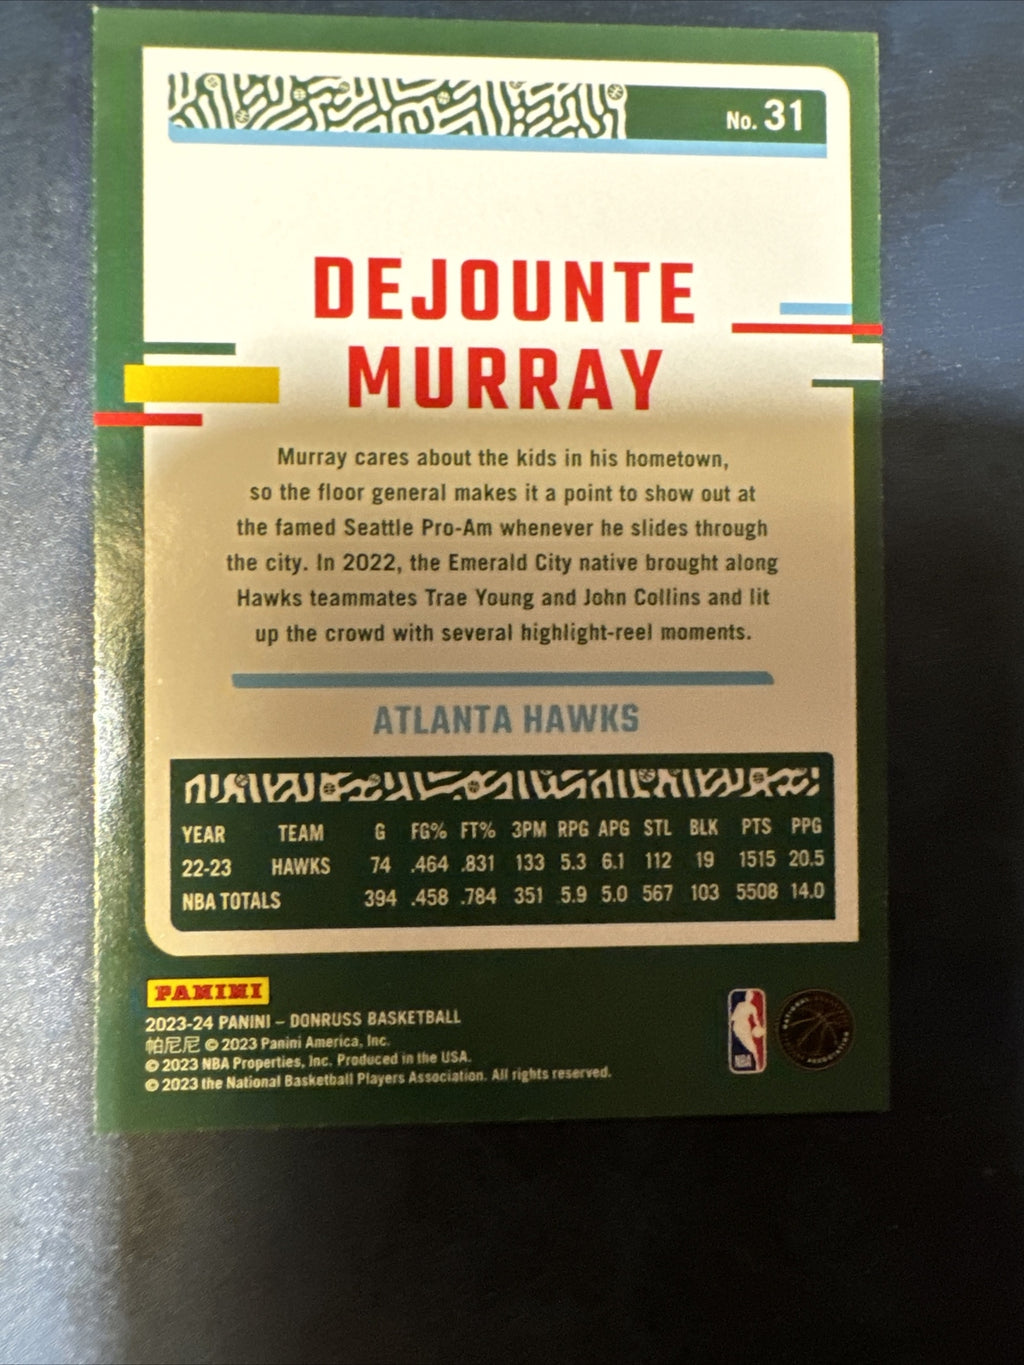 No. 31
DEJOUNTE
MURRAY
Murray cares about the kids in his hometown,
so the floor general makes it a point to show out at
the famed Seattle Pro-Am whenever he slides through
the city. In 2022, the Emerald City native brought along
Hawks teammates Trae Young and John Collins and lit
up the crowd with several highlight-reel moments.
ATLANTA HAWKS
YEAR TEAM G FG% FT% 3PM RPG APG STL BLK PTS PPG
22-23 HAWKS 74 .464 .831 133 5.3 6.1 112 19 1515 20.5
NBA TOTALS 394 .458 .784 351 5.9 5.0 567 103 5508 14.0
PANINI
2023-24 PANINI – DONRUSS BASKETBALL
帕尼尼 © 2023 Panini America, Inc.
© 2023 NBA Properties, Inc. Produced in the USA.
© 2023 the National Basketball Players Association. All rights reserved.
NBA